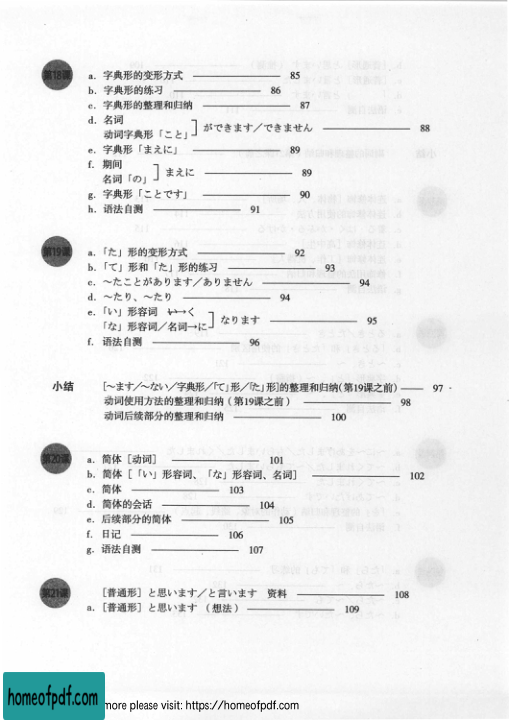 第18课
a. 字典形的变形方式 85
b. 字典形的练习 86
c. 字典形的整理和归纳 87
d. 名词
动词字典形「こと」 ]ができます／できません 88
e. 字典形「まえに」 89
f. 期间
名词「の」 ] まえに 89
g. 字典形「ことです」 90
h. 语法自测 91
第19课
a. 「た」形的变形方式 92
b. 「て」形和「た」形的练习 93
c. ～たことがあります／ありません 94
d. ～たり、～たり 94
e. 「い」形容词 い→く
「な」形容词／名词→に ] なります 95
f. 语法自测 96
小结 [～ます/～ない／字典形/「て」形/「た」形]的整理和归纳(第19课之前) 97
动词使用方法的整理和归纳（第19课之前） 98
动词后续部分的整理和归纳 100
第20课
a. 简体［动词］ 101
b. 简体［「い」形容词、「な」形容词、名词］ 102
c. 简体 103
d. 简体的会话 104
e. 后续部分的简体 105
f. 日记 106
g. 语法自测 107
第21课
［普通形］と思います／と言います 资料 108
a. ［普通形］と思います（想法） 109
homeofpdf.com more please visit: https://homeofpdf.com